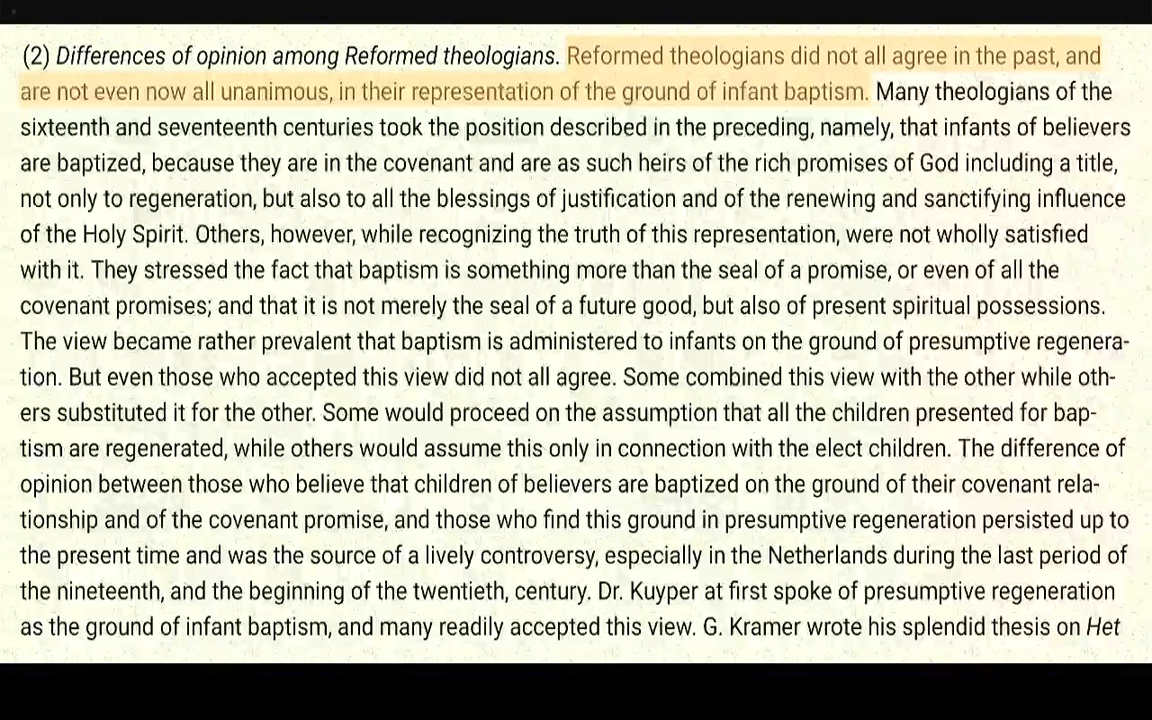 (2) Differences of opinion among Reformed theologians. Reformed theologians did not all agree in the past, and
are not even now all unanimous, in their representation of the ground of infant baptism. Many theologians of the
sixteenth and seventeenth centuries took the position described in the preceding, namely, that infants of believers
are baptized, because they are in the covenant and are as such heirs of the rich promises of God including a title,
not only to regeneration, but also to all the blessings of justification and of the renewing and sanctifying influence
of the Holy Spirit. Others, however, while recognizing the truth of this representation, were not wholly satisfied
with it. They stressed the fact that baptism is something more than the seal of a promise, or even of all the
covenant promises; and that it is not merely the seal of a future good, but also of present spiritual possessions.
The view became rather prevalent that baptism is administered to infants on the ground of presumptive regenera-
tion. But even those who accepted this view did not all agree. Some combined this view with the other while oth-
ers substituted it for the other. Some would proceed on the assumption that all the children presented for bap-
tism are regenerated, while others would assume this only in connection with the elect children. The difference of
opinion between those who believe that children of believers are baptized on the ground of their covenant rela-
tionship and of the covenant promise, and those who find this ground in presumptive regeneration persisted up to
the present time and was the source of a lively controversy, especially in the Netherlands during the last period of
the nineteenth, and the beginning of the twentieth, century. Dr. Kuyper at first spoke of presumptive regeneration
as the ground of infant baptism, and many readily accepted this view. G. Kramer wrote his splendid thesis on Het